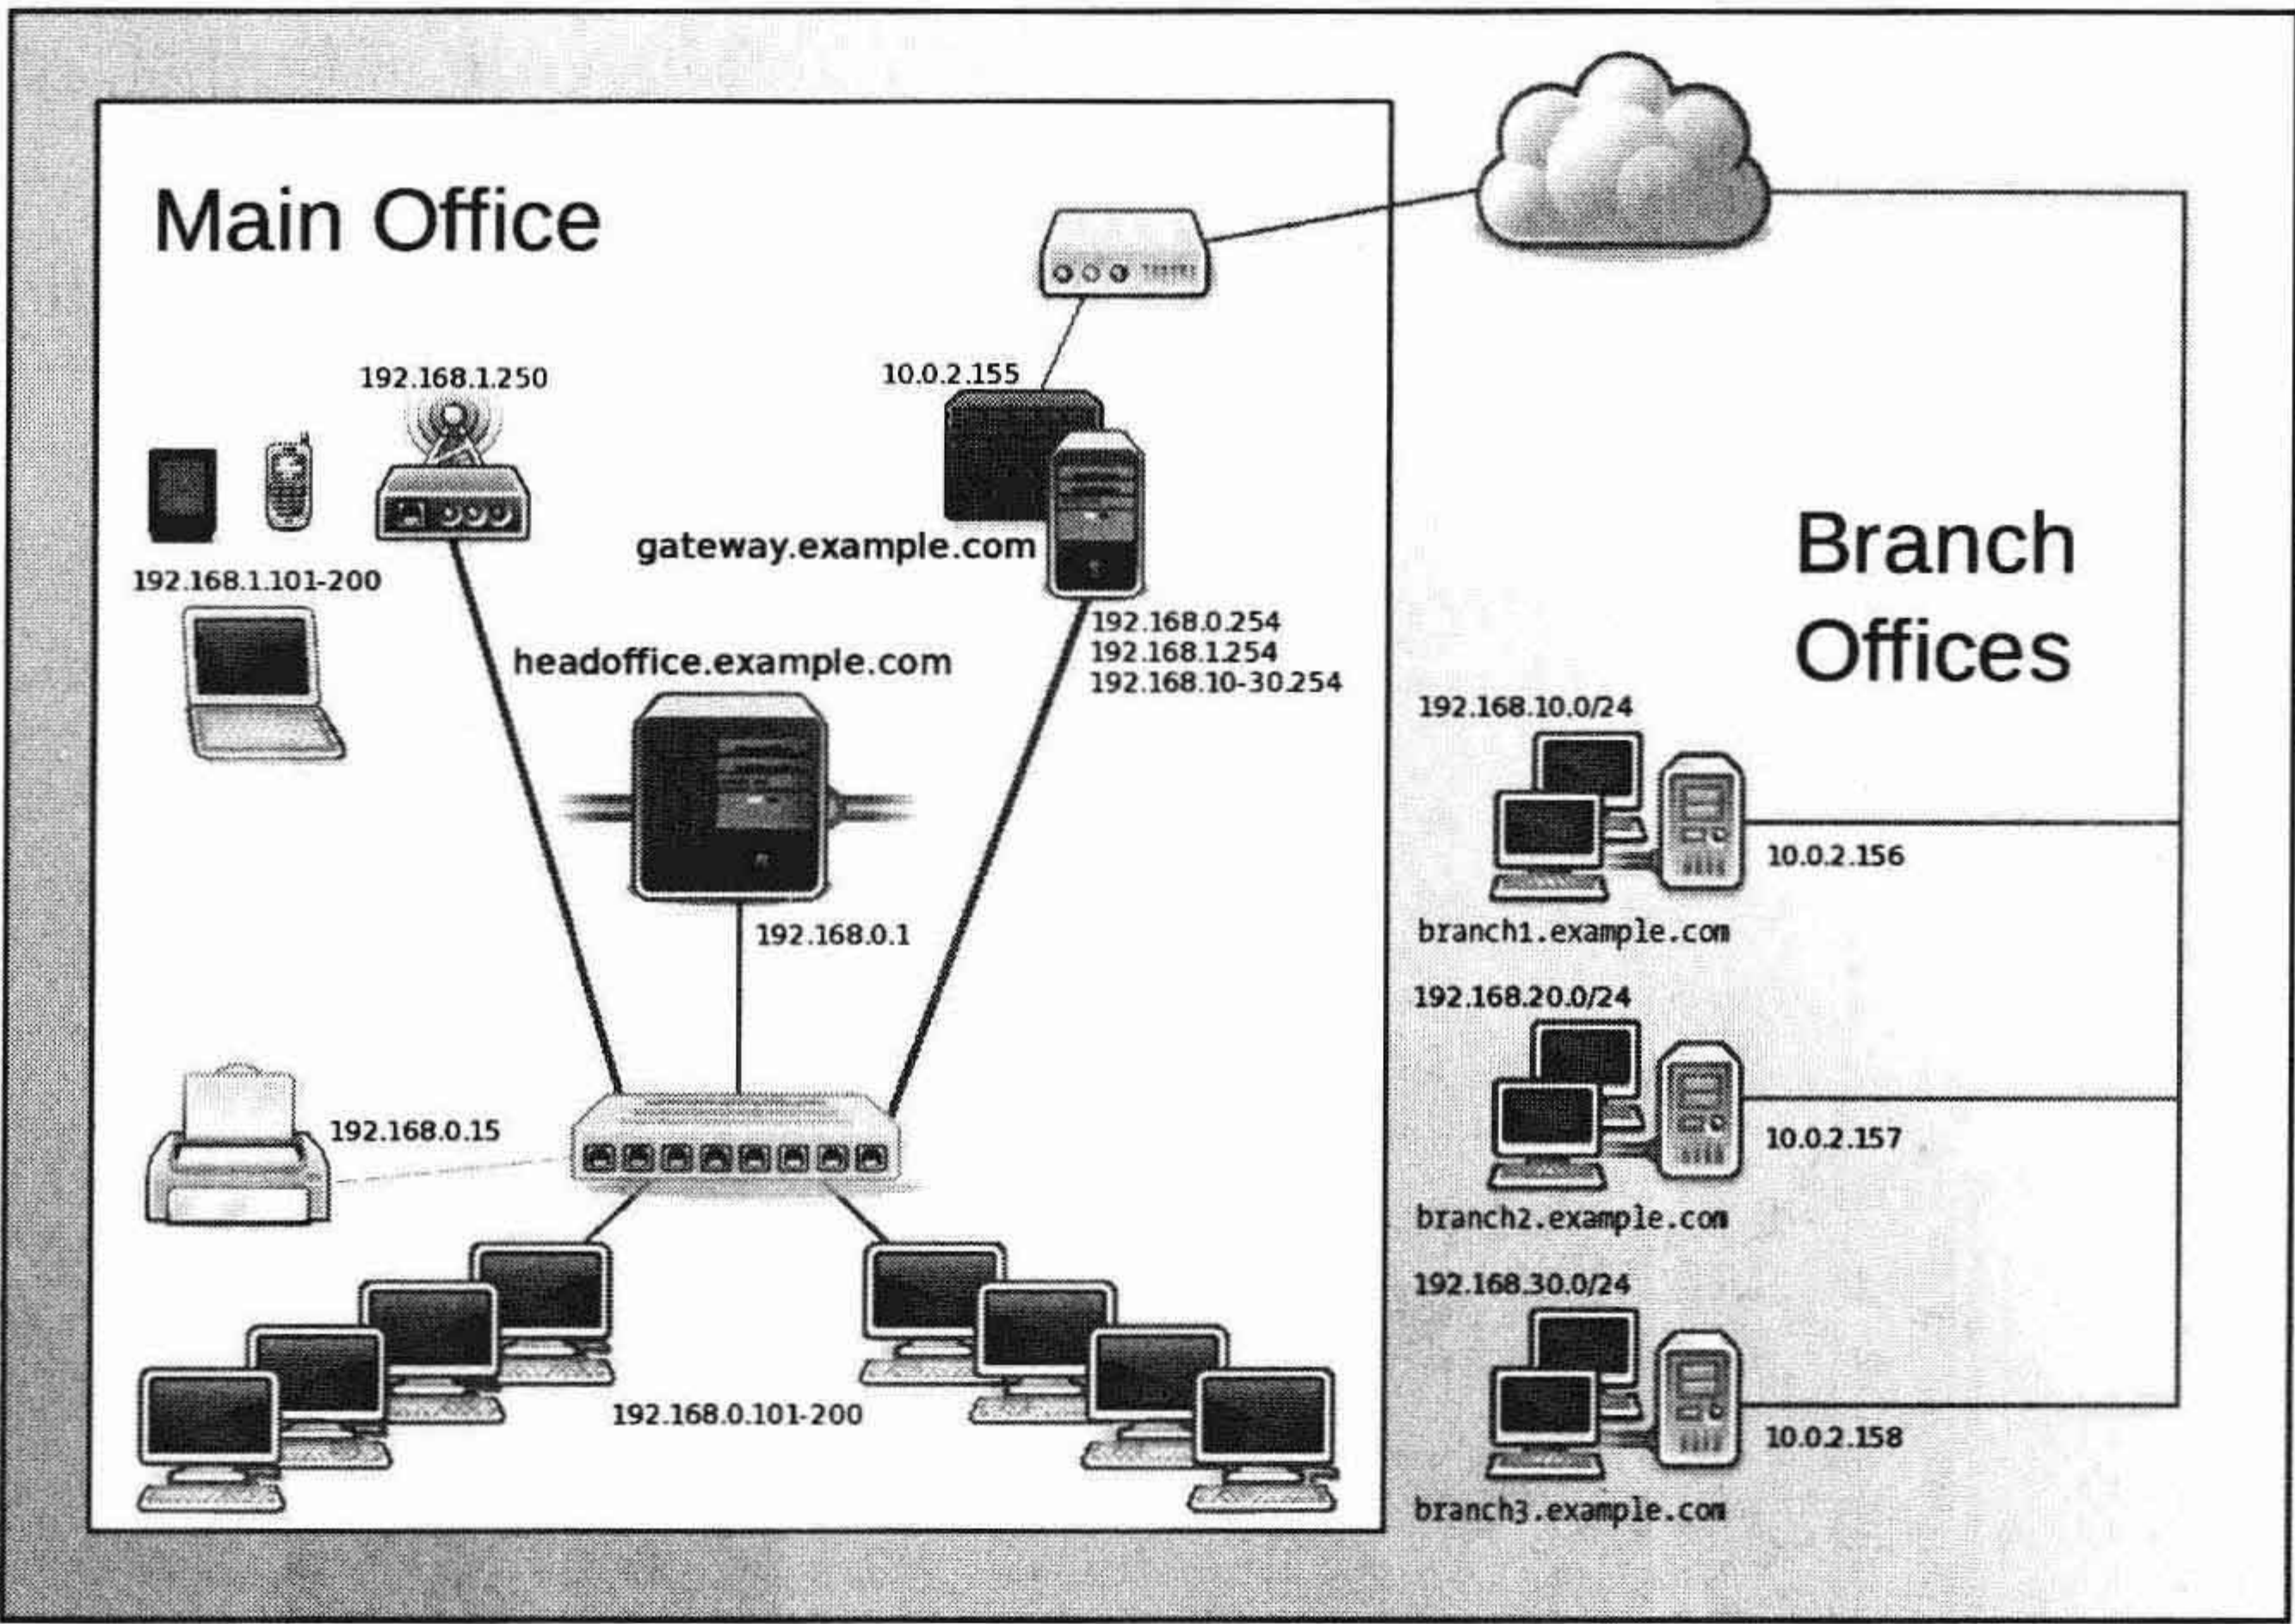 Main Office
192.168.1.250
10.0.2.155
gateway.example.com
192.168.1.101-200
192.168.0.254
192.168.1.254
192.168.10-30.254
headoffice.example.com
192.168.0.1
192.168.0.15
192.168.0.101-200
Branch
Offices
192.168.10.0/24
10.0.2.156
branch1.example.com
192.168.20.0/24
10.0.2.157
branch2.example.com
192.168.30.0/24
10.0.2.158
branch3.example.com